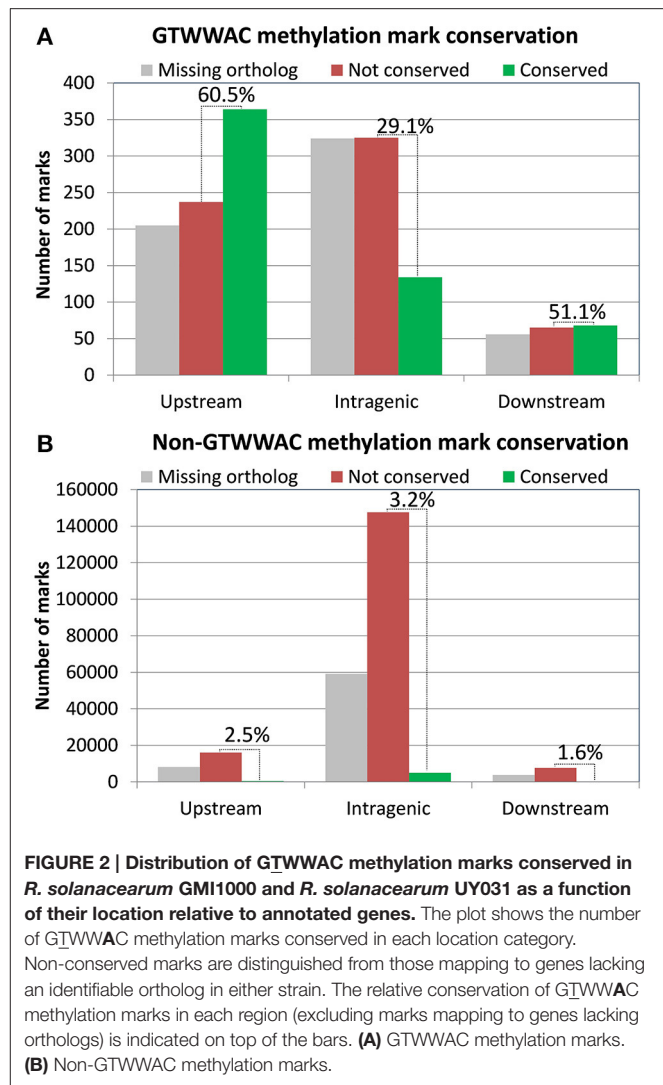 A
GTWWAC methylation mark conservation
Missing ortholog Not conserved Conserved
Number of marks
400
350
300
250
200
150
100
50
0
60.5%
29.1%
51.1%
Upstream Intragenic Downstream
B
Non-GTWWAC methylation mark conservation
Missing ortholog Not conserved Conserved
Number of marks
160000
140000
120000
100000
80000
60000
40000
20000
0
2.5%
3.2%
1.6%
Upstream Intragenic Downstream
FIGURE 2 | Distribution of GTWWAC methylation marks conserved in
R. solanacearum GMI1000 and R. solanacearum UY031 as a function
of their location relative to annotated genes. The plot shows the number
of GTWWAC methylation marks conserved in each location category.
Non-conserved marks are distinguished from those mapping to genes lacking
an identifiable ortholog in either strain. The relative conservation of GTWWAC
methylation marks in each region (excluding marks mapping to genes lacking
orthologs) is indicated on top of the bars. (A) GTWWAC methylation marks.
(B) Non-GTWWAC methylation marks.